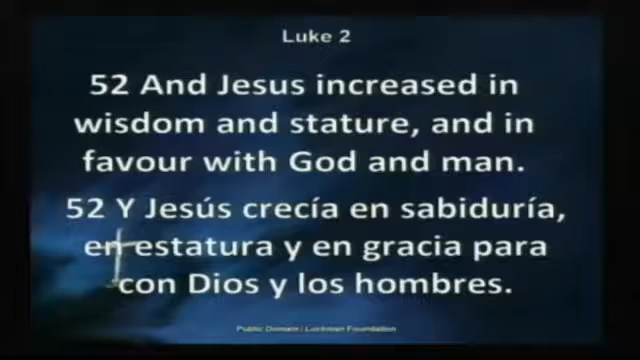 Luke 2
52 And Jesus increased in
wisdom and stature, and in
favour with God and man.
52 Y Jesús crecía en sabiduría,
en estatura y en gracia para
con Dios y los hombres.
Public Domain / Lockman Foundation